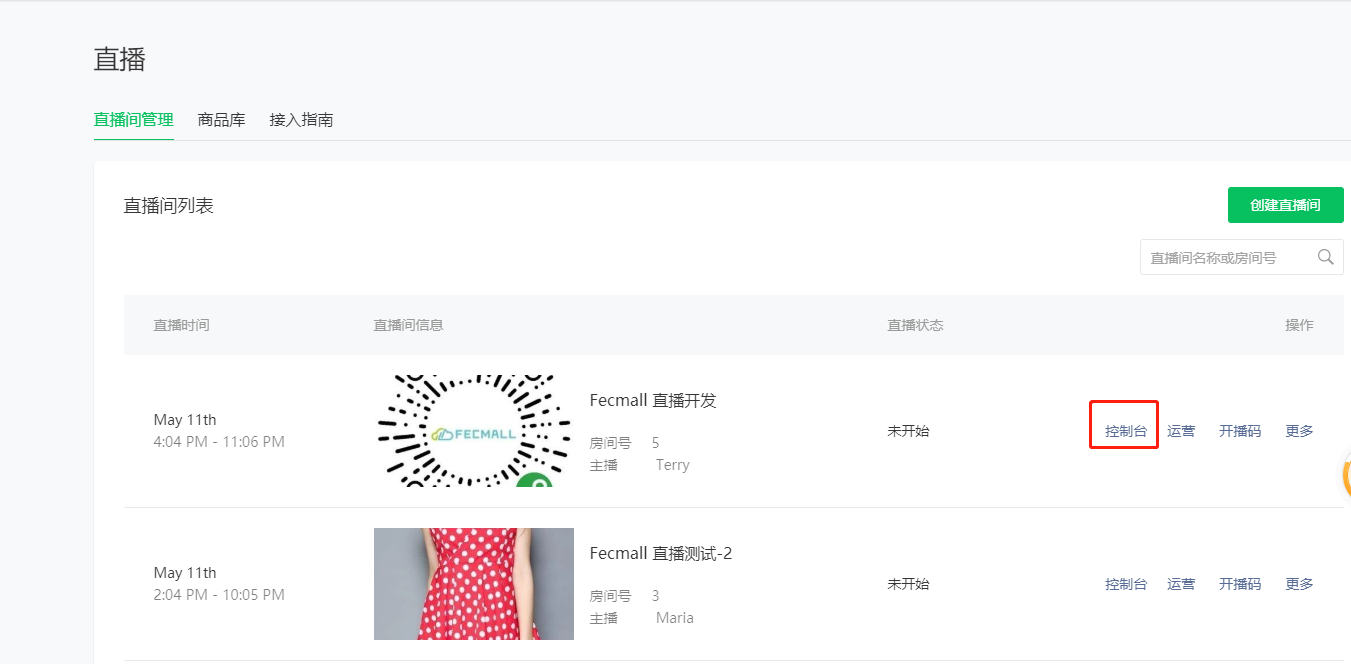 直播
直播间管理 商品库 接入指南
直播间列表
创建直播间
直播间名称或房间号
直播时间 直播间信息 直播状态 操作
FECMALL
Fecmall 直播开发
May 11th
4:04 PM - 11:06 PM
房间号 5
主播 Terry
未开始
控制台 运营 开播码 更多
Fecmall 直播测试-2
May 11th
2:04 PM - 10:05 PM
房间号 3
主播 Maria
未开始
控制台 运营 开播码 更多